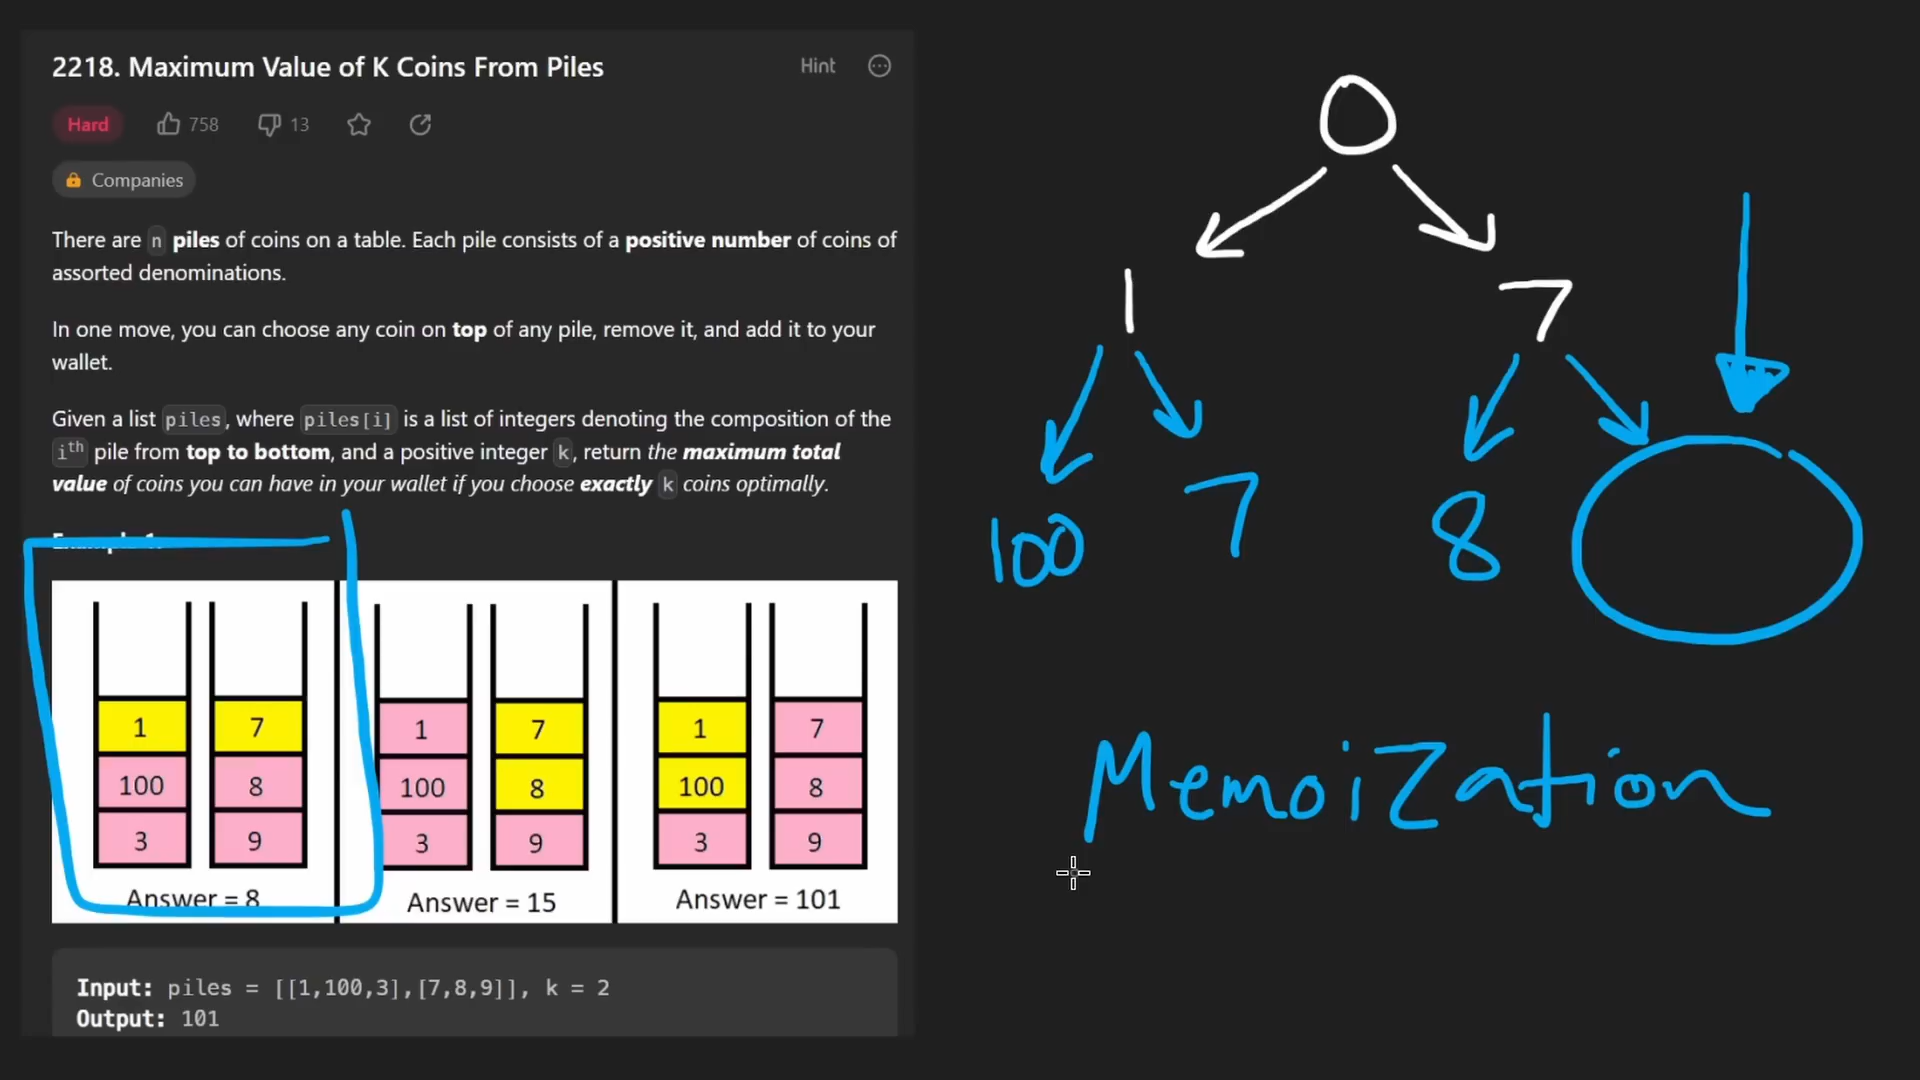 2218. Maximum Value of K Coins From Piles
Hint
Hard 758 13
Companies
There are n piles of coins on a table. Each pile consists of a positive number of coins of
assorted denominations.
In one move, you can choose any coin on top of any pile, remove it, and add it to your
wallet.
Given a list piles, where piles[i] is a list of integers denoting the composition of the
ith pile from top to bottom, and a positive integer k, return the maximum total
value of coins you can have in your wallet if you choose exactly k coins optimally.
Example 1:
1 7
100 8
3 9
Answer = 8
1 7
100 8
3 9
Answer = 15
1 7
100 8
3 9
Answer = 101
Input: piles = [[1,100,3],[7,8,9]], k = 2
Output: 101
0
1 7
100 7 8
Memoization